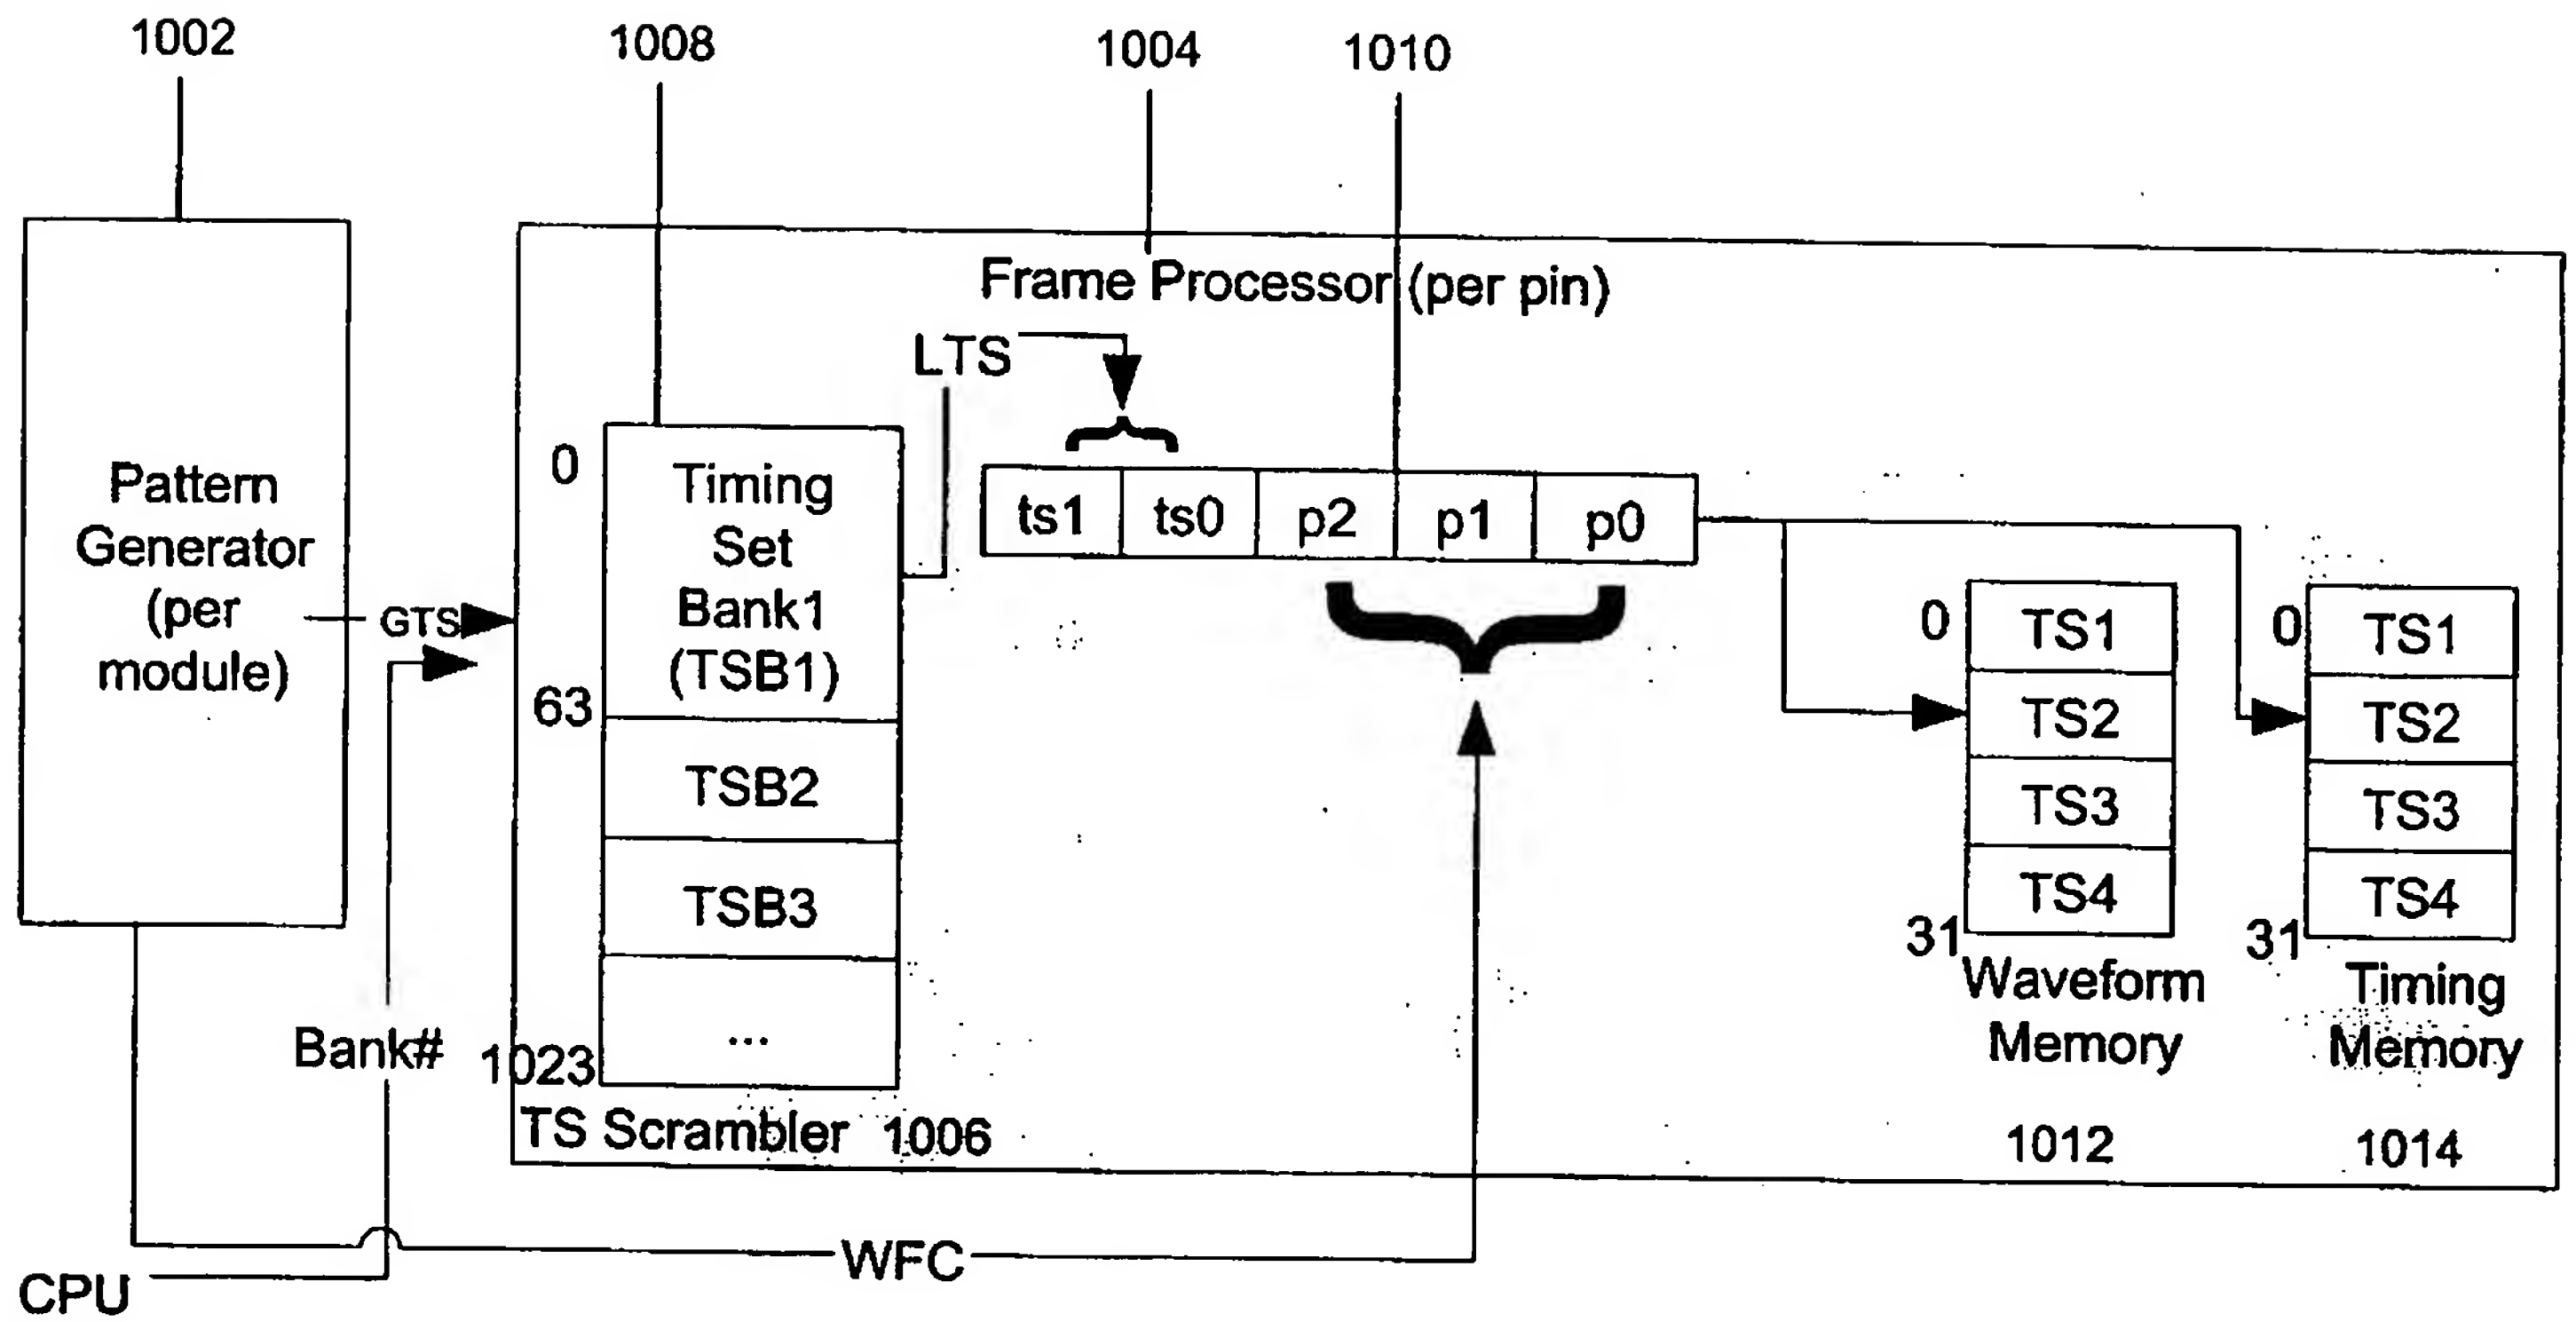 1002
1008
1004
1010
Frame Processor (per pin)
LTS
Pattern
Generator
(per
module)
GTS
Bank#
CPU
WFC
0
63
1023
Timing
Set
Bank1
(TSB1)
TSB2
TSB3
...
TS Scrambler 1006
ts1 ts0 p2 p1 p0
0
31
TS1
TS2
TS3
TS4
Waveform
Memory
1012
0
31
TS1
TS2
TS3
TS4
Timing
Memory
1014